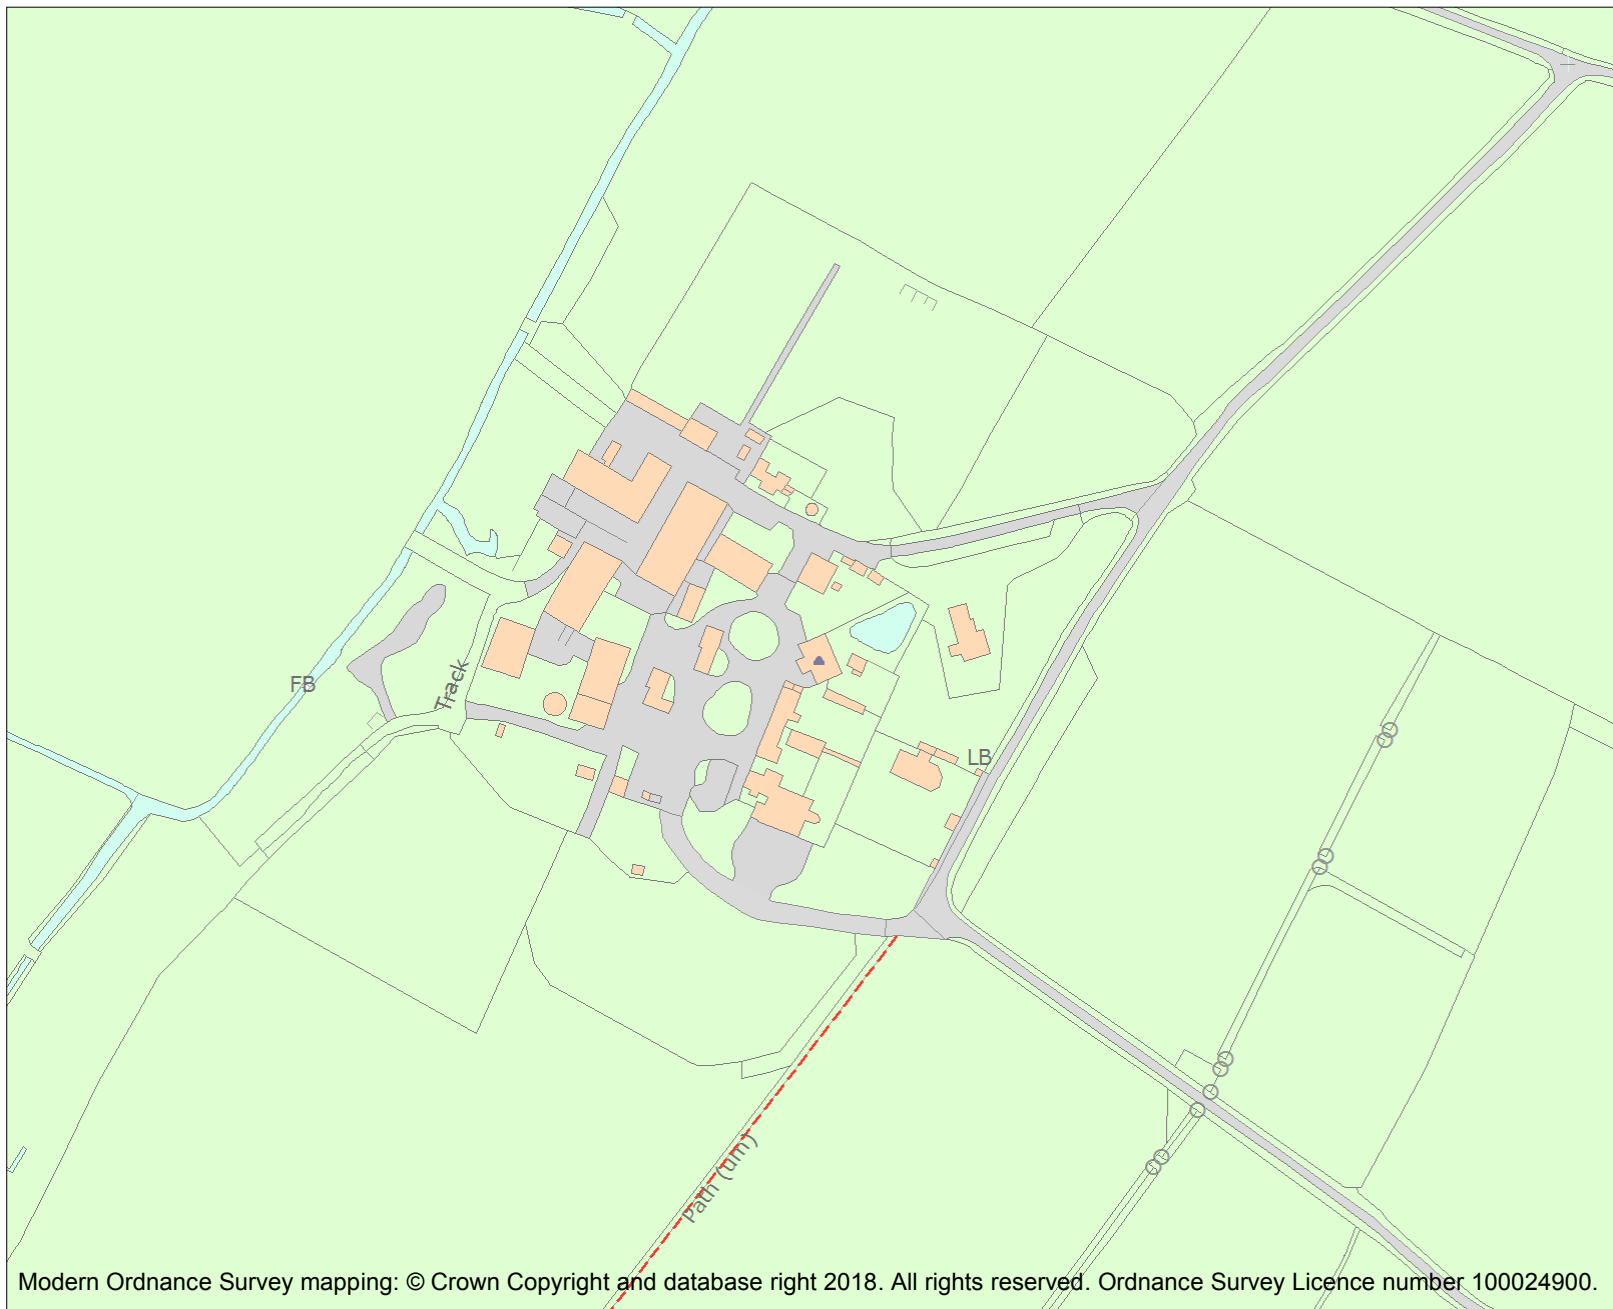 FB
Track
LB
Path (um)
Modern Ordnance Survey mapping: © Crown Copyright and database right 2018. All rights reserved. Ordnance Survey Licence number 100024900.